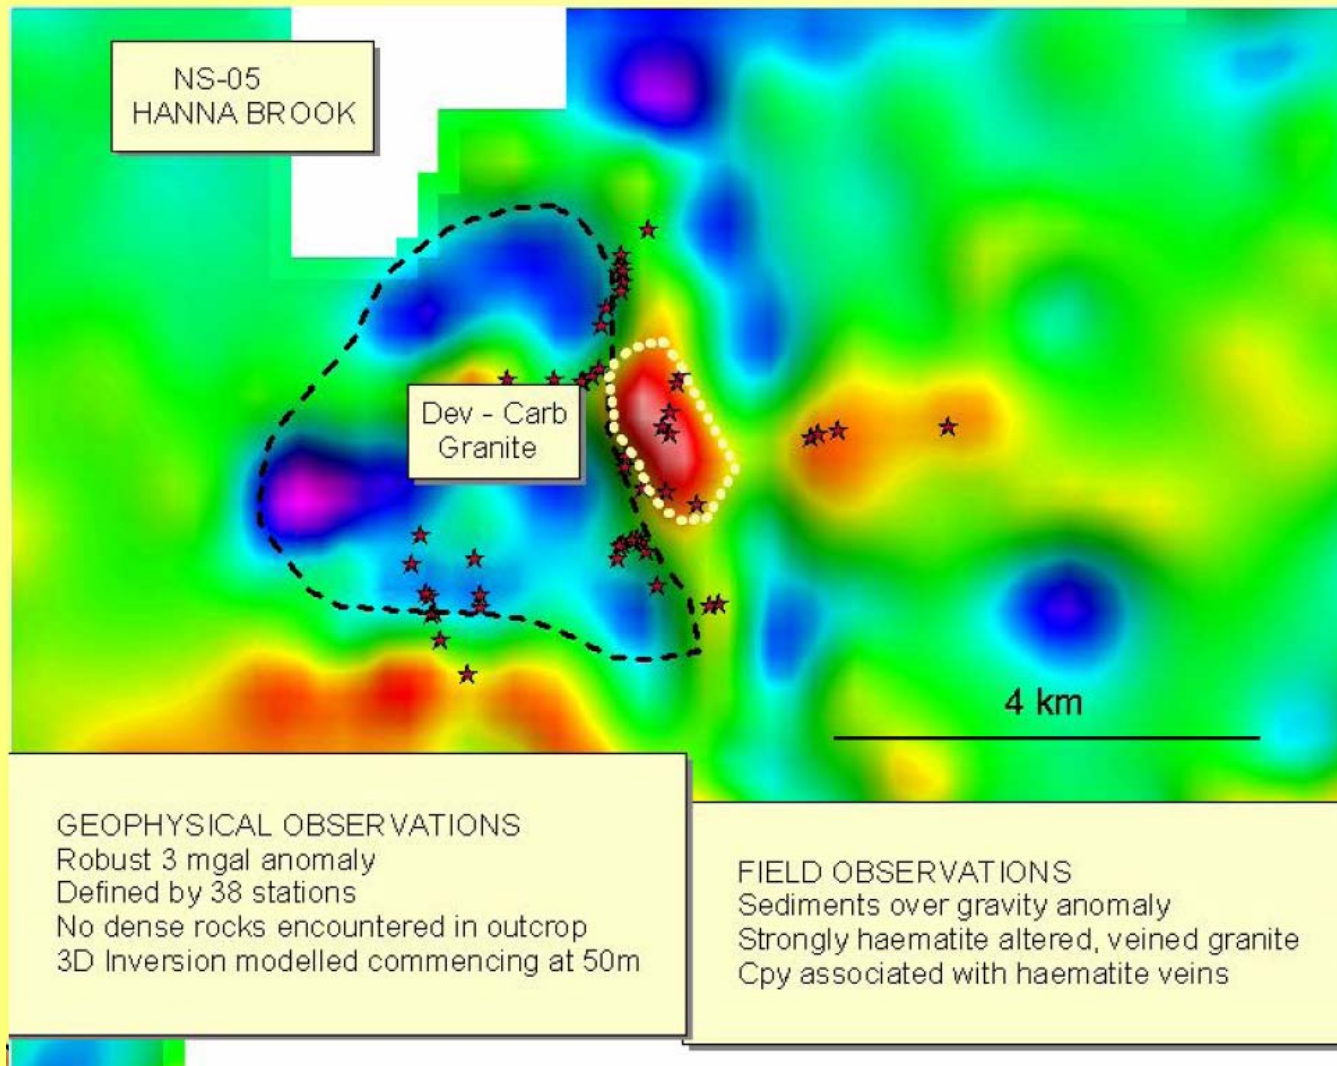 NS-05
HANNA BROOK
Dev - Carb
Granite
4 km
GEOPHYSICAL OBSERVATIONS
Robust 3 mgal anomaly
Defined by 38 stations
No dense rocks encountered in outcrop
3D Inversion modelled commencing at 50m
FIELD OBSERVATIONS
Sediments over gravity anomaly
Strongly haematite altered, veined granite
Cpy associated with haematite veins